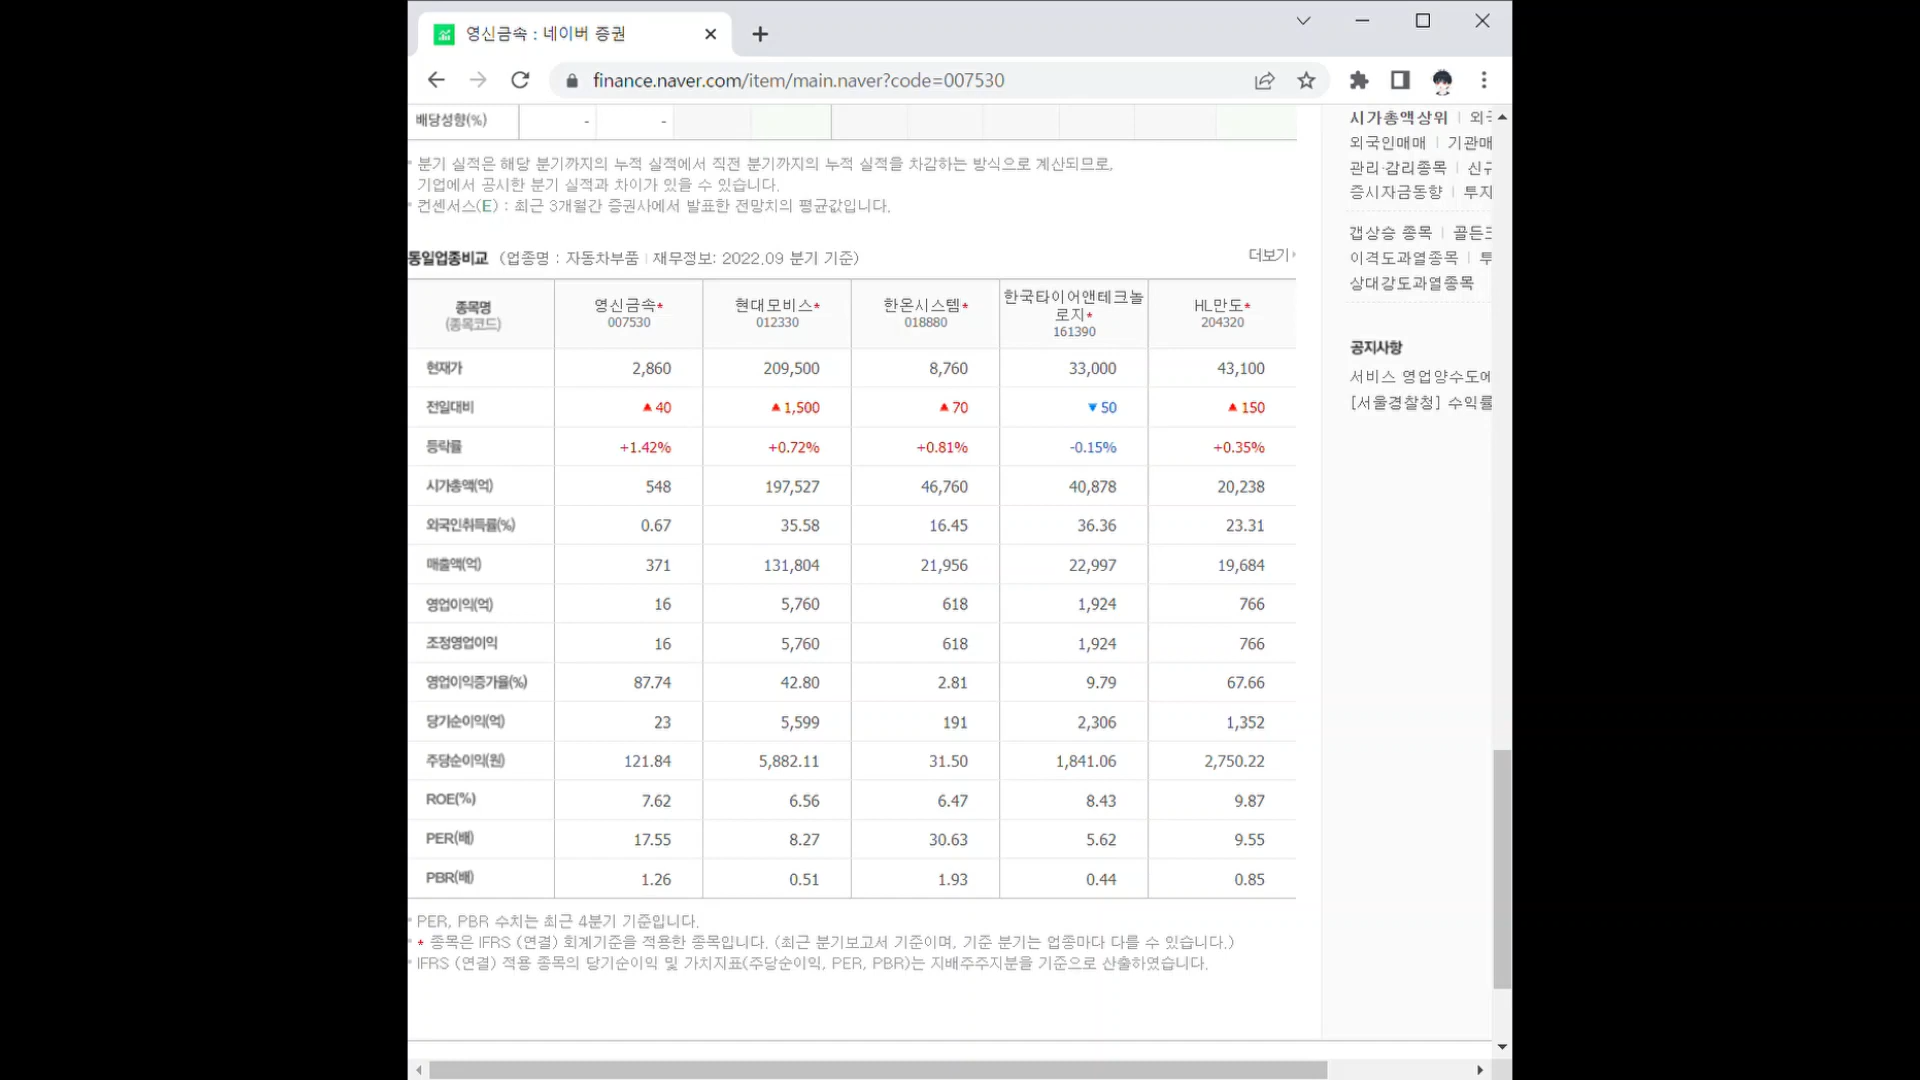 영신금속 : 네이버 증권
finance.naver.com/item/main.naver?code=007530
배당성향(%) - -
* 분기 실적은 해당 분기까지의 누적 실적에서 직전 분기까지의 누적 실적을 차감하는 방식으로 계산되므로,
기업에서 공시한 분기 실적과 차이가 있을 수 있습니다.
* 컨센서스(E) : 최근 3개월간 증권사에서 발표한 전망치의 평균값입니다.
동일업종비교 (업종명 : 자동차부품 | 재무정보: 2022.09 분기 기준) 더보기
종목명 영신금속* 현대모비스* 한온시스템* 한국타이어앤테크놀로지* HL만도*
(종목코드) 007530 012330 018880 161390 204320
현재가 2,860 209,500 8,760 33,000 43,100
전일대비 ▲40 ▲1,500 ▲70 ▼50 ▲150
등락률 +1.42% +0.72% +0.81% -0.15% +0.35%
시가총액(억) 548 197,527 46,760 40,878 20,238
외국인취득률(%) 0.67 35.58 16.45 36.36 23.31
매출액(억) 371 131,804 21,956 22,997 19,684
영업이익(억) 16 5,760 618 1,924 766
조정영업이익 16 5,760 618 1,924 766
영업이익증가율(%) 87.74 42.80 2.81 9.79 67.66
당기순이익(억) 23 5,599 191 2,306 1,352
주당순이익(원) 121.84 5,882.11 31.50 1,841.06 2,750.22
ROE(%) 7.62 6.56 6.47 8.43 9.87
PER(배) 17.55 8.27 30.63 5.62 9.55
PBR(배) 1.26 0.51 1.93 0.44 0.85
* PER, PBR 수치는 최근 4분기 기준입니다.
* * 종목은 IFRS (연결) 회계기준을 적용한 종목입니다. (최근 분기보고서 기준이며, 기준 분기는 업종마다 다를 수 있습니다.)
* IFRS (연결) 적용 종목의 당기순이익 및 가치지표(주당순이익, PER, PBR)는 지배주주지분을 기준으로 산출하였습니다.
시가총액상위 | 외국
외국인매매 | 기관매
관리·감리종목 | 신규
증시자금동향 | 투자
갭상승 종목 | 골든크
이격도과열종목 | 투
상대강도과열종목
공지사항
서비스 영업양수도에
[서울경찰청] 수익률